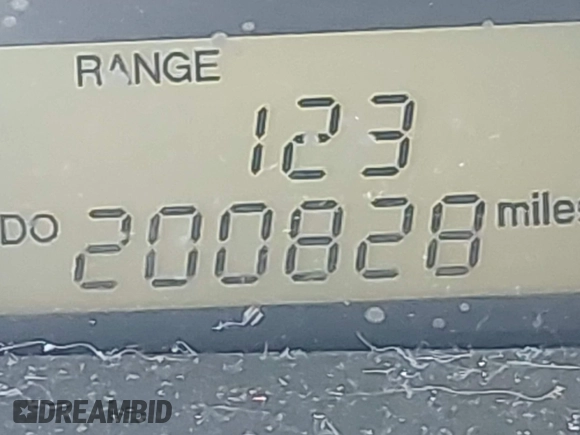 RANGE
123
DO 200828 miles
DREAMBID